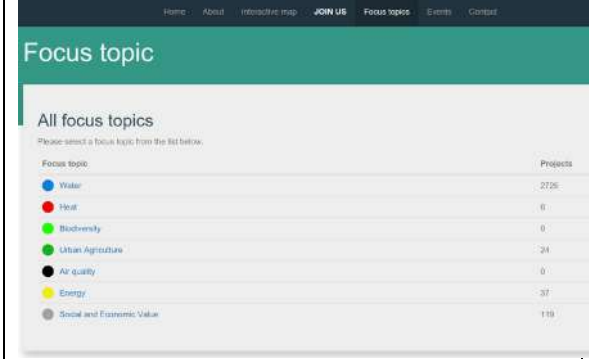 Home About Interactive map JOIN US Focus topics Events Contact
Focus topic
All focus topics
Please select a focus topic from the list below.
Focus topic Projects
Water
Heat
Biodiversity 0
Urban Agriculture 24
Air quality 0
Energy 37
Social and Economic Value 119